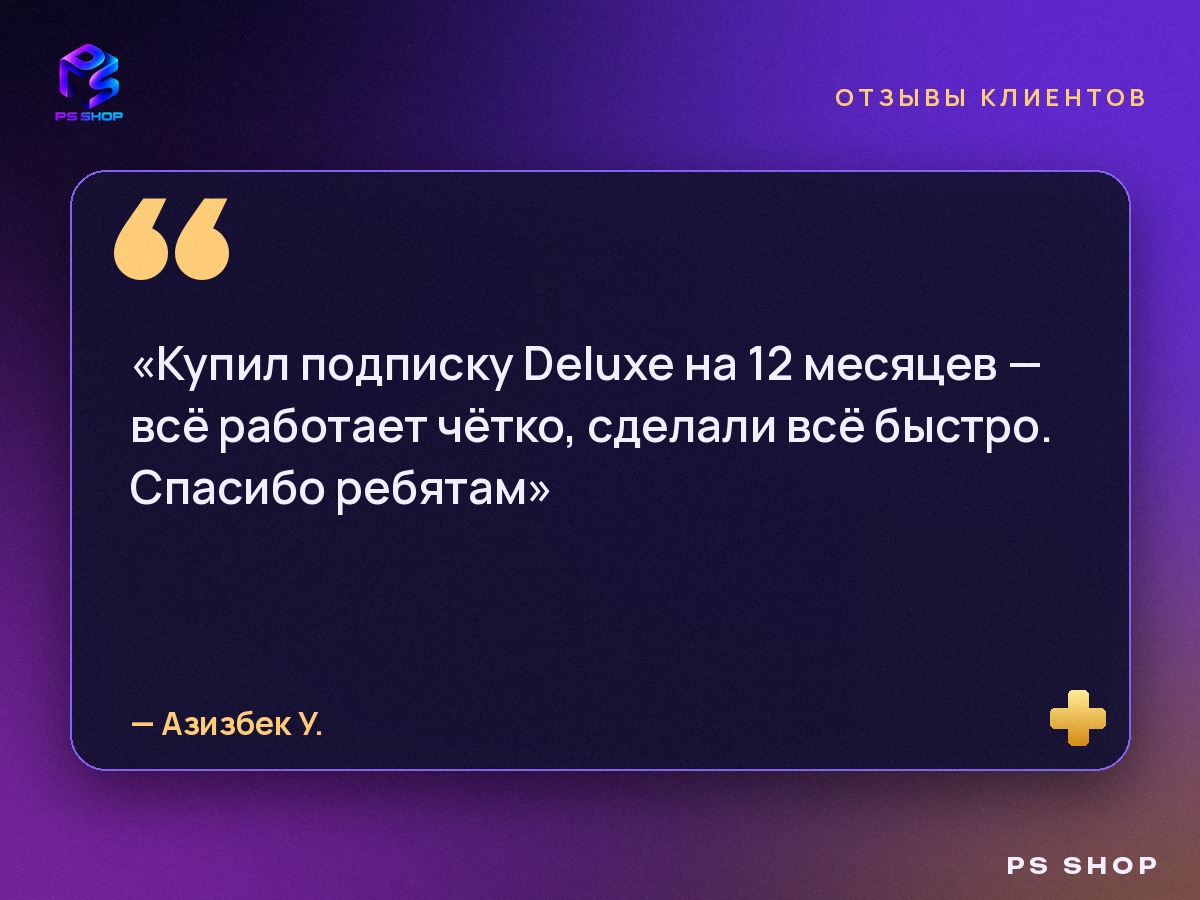 PS SHOP
ОТЗЫВЫ КЛИЕНТОВ
“
«Купил подписку Deluxe на 12 месяцев —
всё работает чётко, сделали всё быстро.
Спасибо ребятам»
— Азизбек У.
PS SHOP